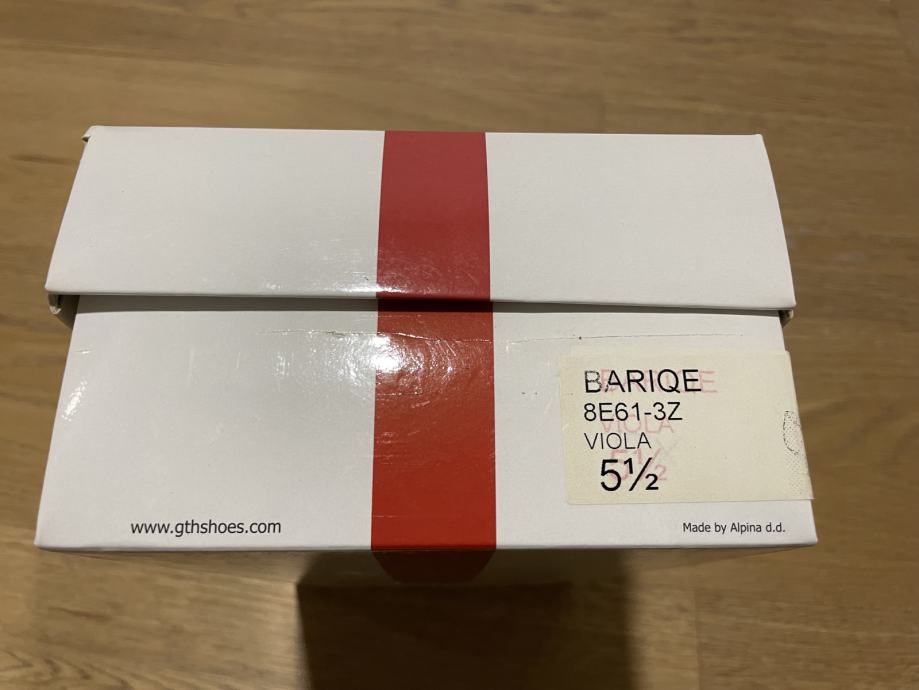 BARIQE
8E61-3Z
VIOLA
5½
www.gthshoes.com
Made by Alpina d.d.